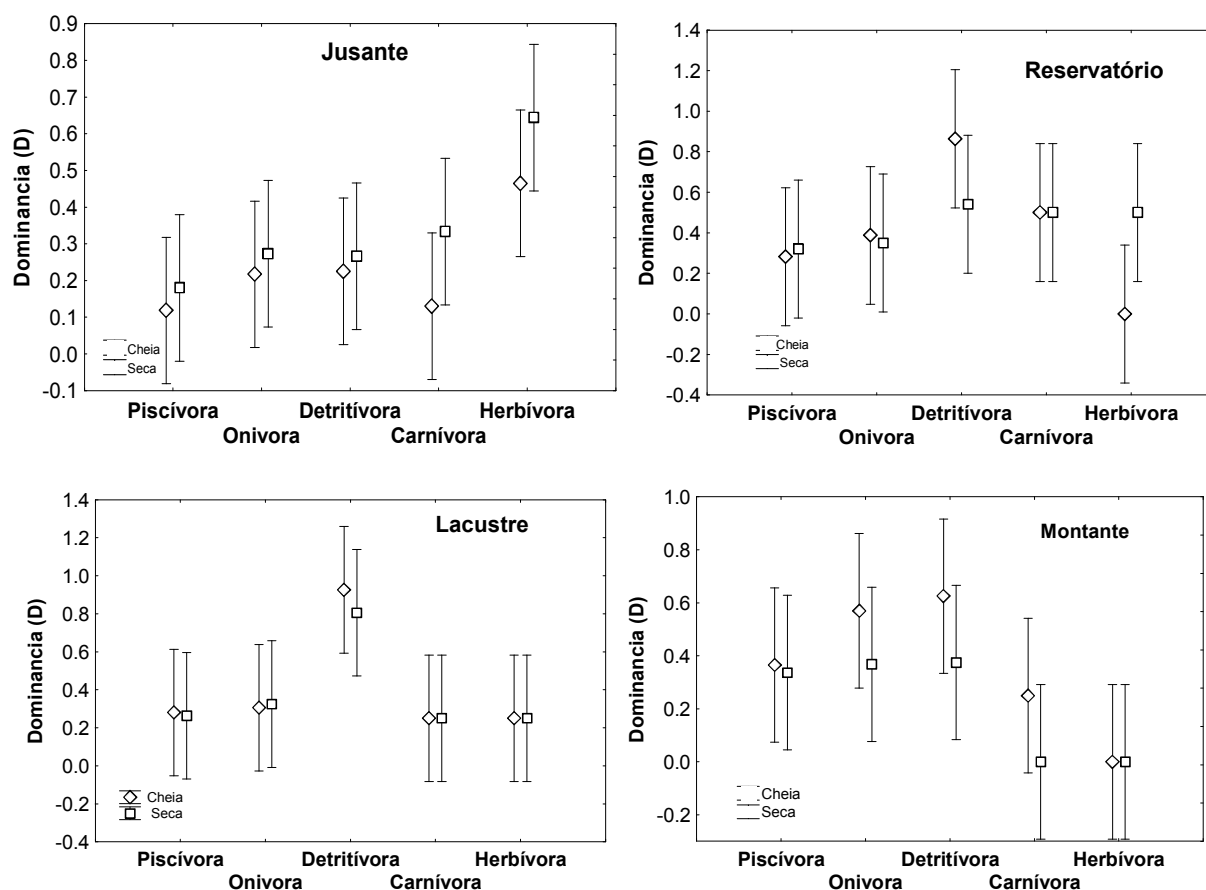 Jusante
Dominancia (D)
0.9
0.8
0.7
0.6
0.5
0.4
0.3
0.2
0.1
0.0
-0.1
Cheia
Seca
Piscívora
Onivora
Detritívora
Carnívora
Herbívora
Reservatório
Dominancia (D)
1.4
1.2
1.0
0.8
0.6
0.4
0.2
0.0
-0.2
-0.4
Cheia
Seca
Piscívora
Onivora
Detritívora
Carnívora
Herbívora
Lacustre
Dominancia (D)
1.4
1.2
1.0
0.8
0.6
0.4
0.2
0.0
-0.2
-0.4
Cheia
Seca
Piscívora
Onivora
Detritívora
Carnívora
Herbívora
Montante
Dominancia (D)
1.0
0.8
0.6
0.4
0.2
0.0
-0.2
Cheia
Seca
Piscívora
Onivora
Detritívora
Carnívora
Herbívora